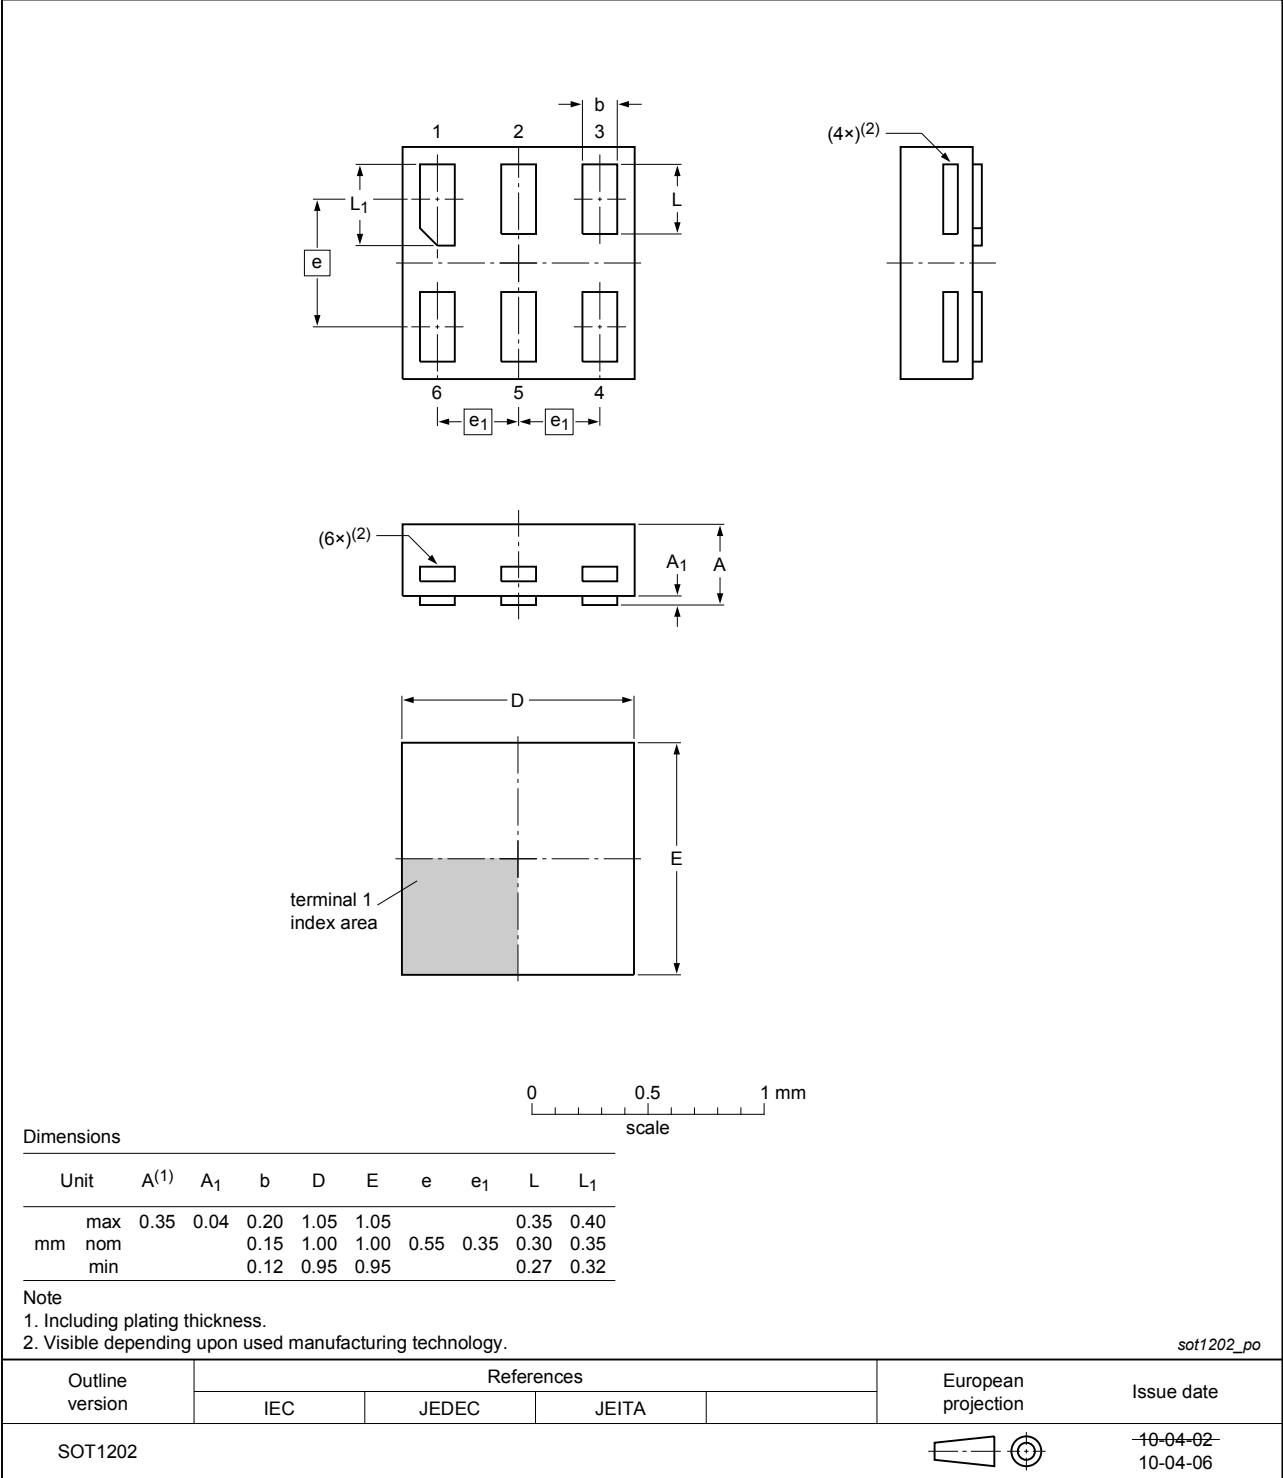 b
1 2 3
(4×)(2)
L1
L
e
6 5 4
e1 e1
(6×)(2)
A1 A
D
E
terminal 1
index area
0 0.5 1 mm
scale
Dimensions
Unit A(1) A1 b D E e e1 L L1
max 0.35 0.04 0.20 1.05 1.05 0.35 0.40
mm nom 0.15 1.00 1.00 0.55 0.35 0.30 0.35
min 0.12 0.95 0.95 0.27 0.32
Note
1. Including plating thickness.
2. Visible depending upon used manufacturing technology.
sot1202_po
Outline
version
References
IEC JEDEC JEITA
European
projection
Issue date
SOT1202
10-04-02
10-04-06